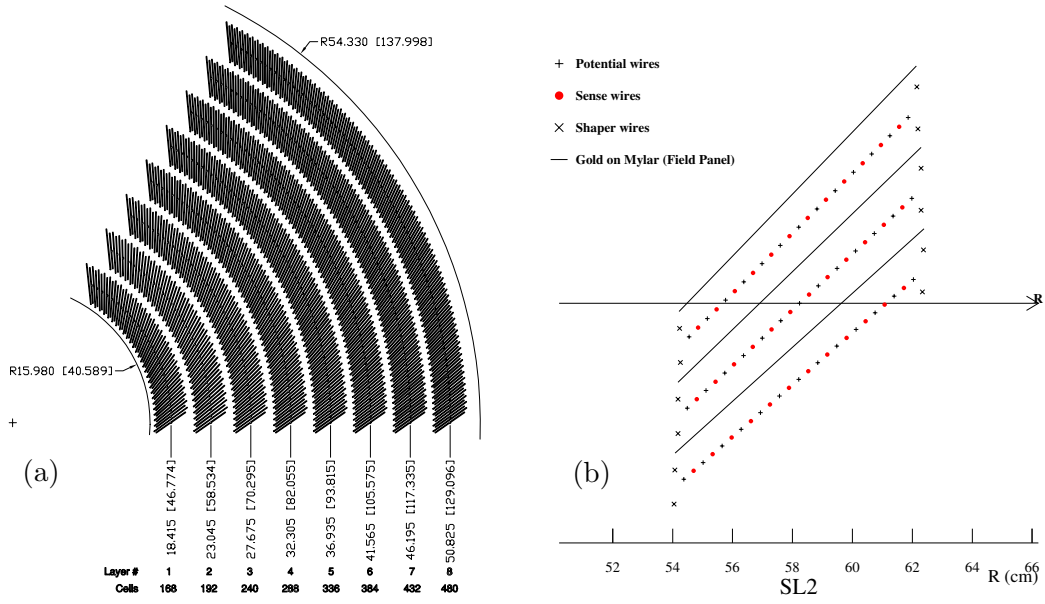 R54.330 [137.998]
R15.980 [40.589]
(a)
18.415 [46.774]
23.045 [58.534]
27.675 [70.295]
32.305 [82.055]
36.935 [93.815]
41.565 [105.575]
46.195 [117.335]
50.825 [129.096]
Layer # 1 2 3 4 5 6 7 8
Cells 168 192 240 288 336 384 432 480
+ Potential wires
Sense wires
× Shaper wires
Gold on Mylar (Field Panel)
R
(b)
52 54 56 58 60 62 64 66
SL2
R (cm)